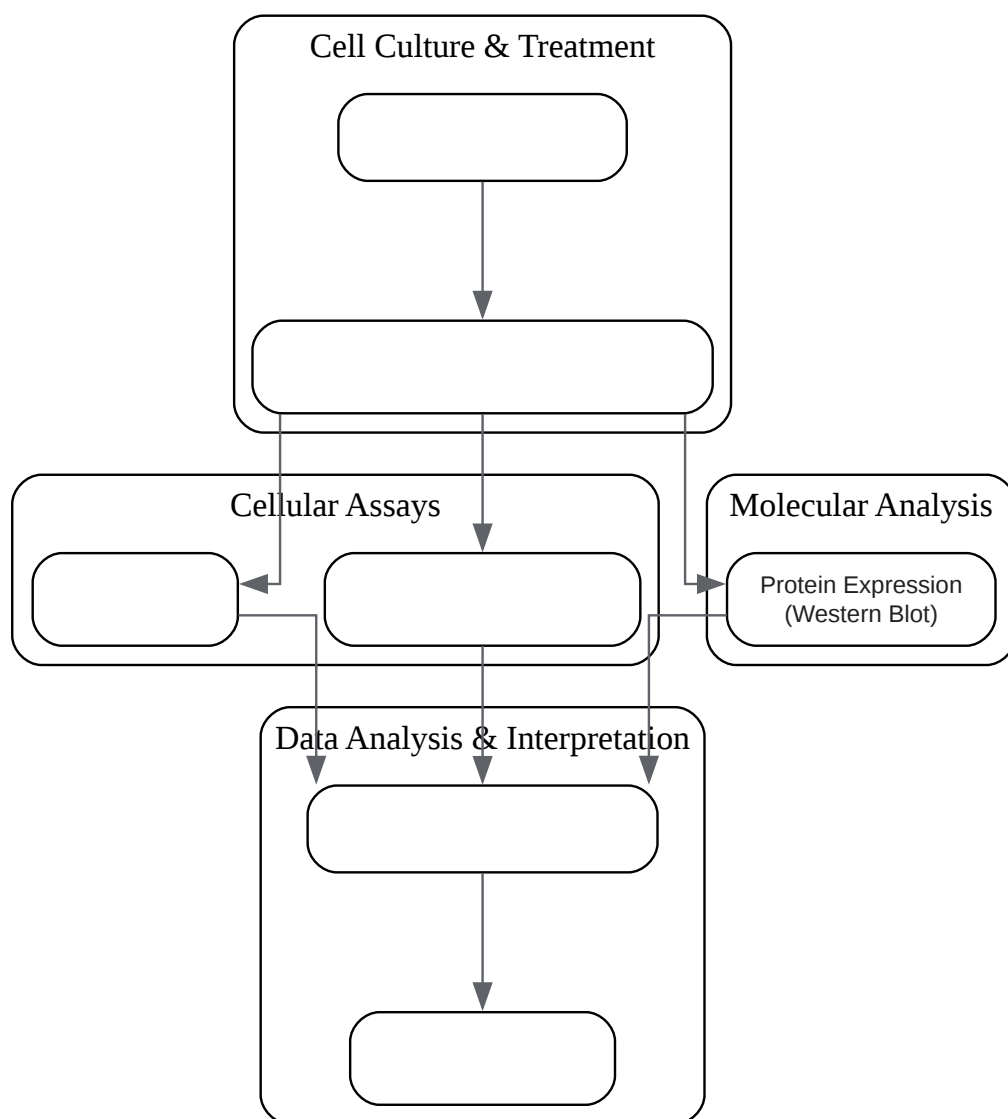 Cell Culture & Treatment
Cellular Assays
Molecular Analysis
Protein Expression
(Western Blot)
Data Analysis & Interpretation